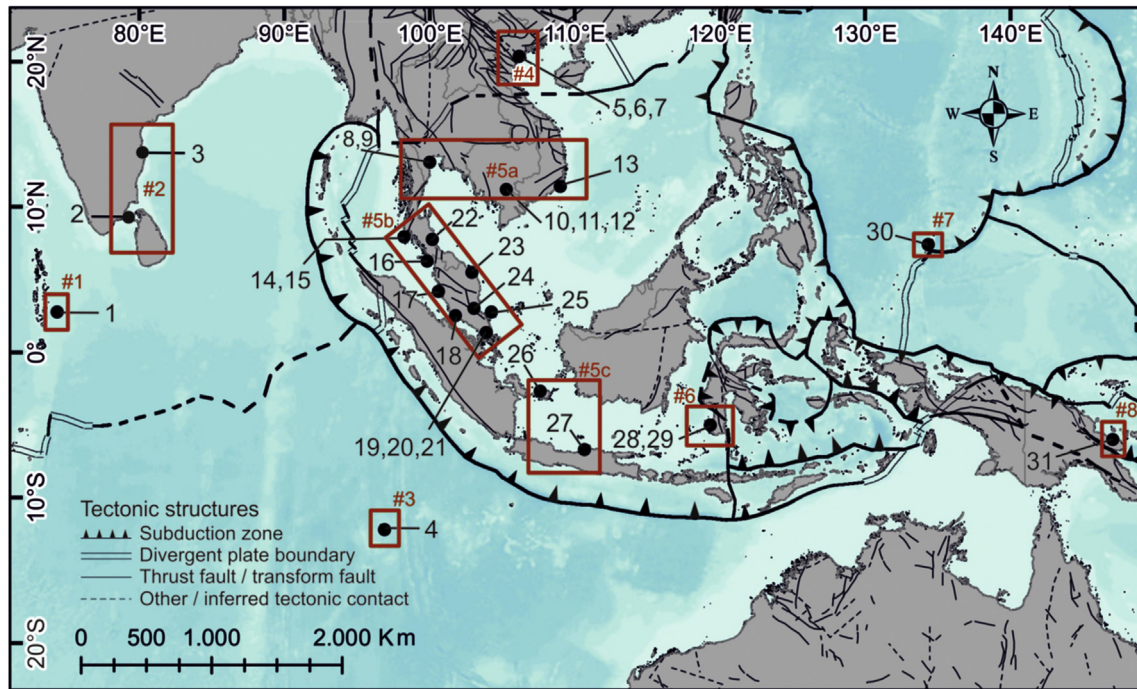 80°E 90°E 100°E 110°E 120°E 130°E 140°E
20°N
#4
5,6,7
N
W E
S
8,9
3
#5a
13
#2
10°N
2
10,11,12
#5b
22
#7
30
23
14,15
16
24
#1
1
17
25
0°
18
26
#5c
#6
#8
27
28,29
19,20,21
31
10°S
#3
4
Tectonic structures
Subduction zone
Divergent plate boundary
Thrust fault / transform fault
Other / inferred tectonic contact
0 500 1.000 2.000 Km
20°S